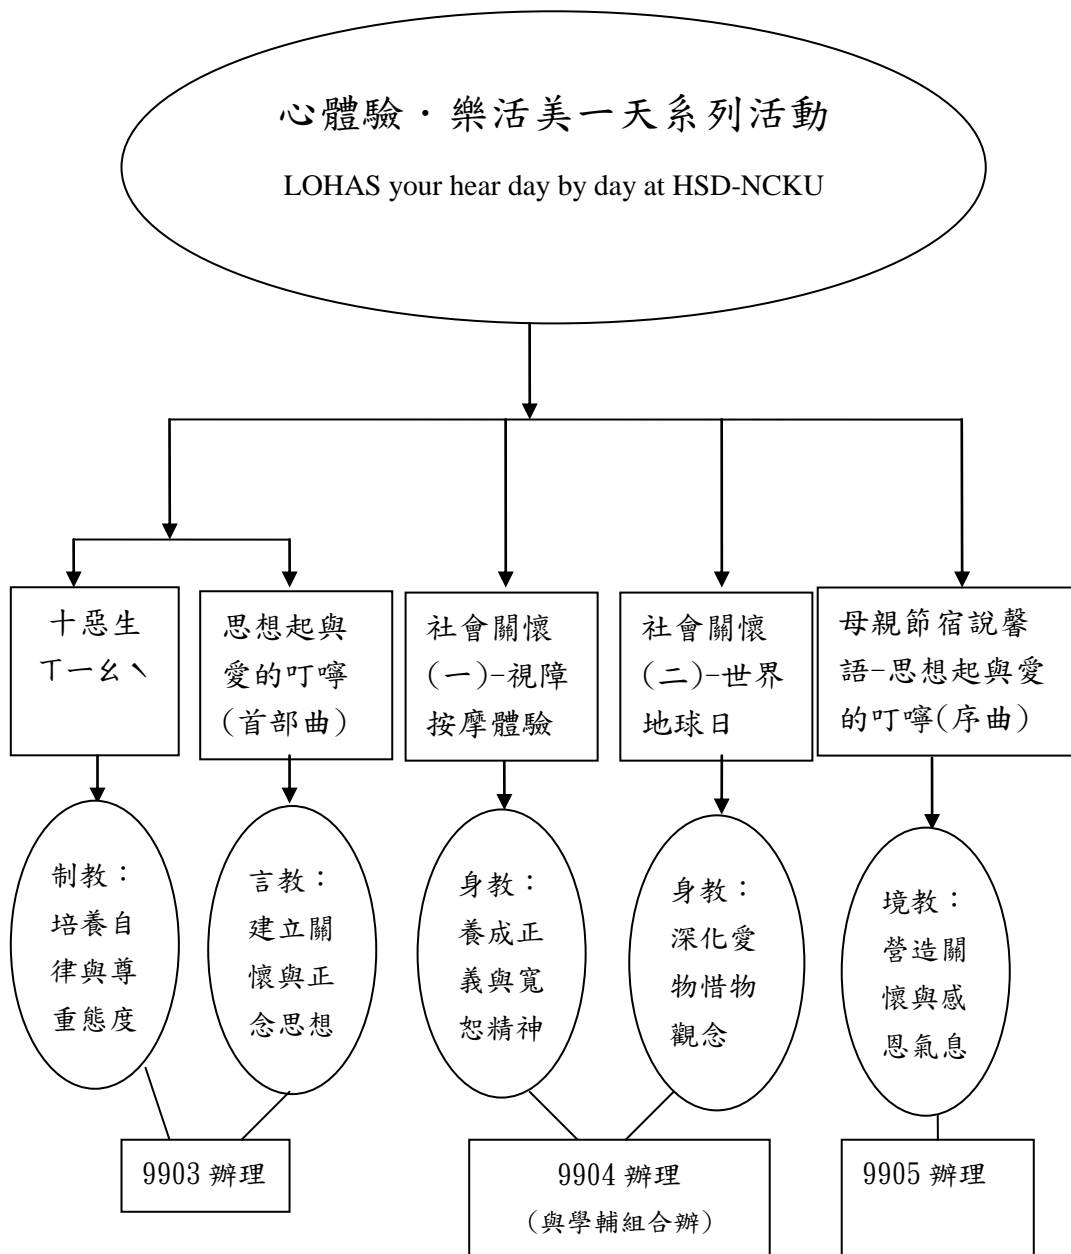 心體驗‧樂活美一天系列活動
LOHAS your hear day by day at HSD-NCKU
十惡生
ㄒㄧㄠˋ
思想起與
愛的叮嚀
(首部曲)
社會關懷
(一)-視障
按摩體驗
社會關懷
(二)-世界
地球日
母親節宿說馨
語-思想起與愛
的叮嚀(序曲)
制教：
培養自
律與尊
重態度
言教：
建立關
懷與正
念思想
身教：
養成正
義與寬
恕精神
身教：
深化愛
物惜物
觀念
境教：
營造關
懷與感
恩氣息
9903 辦理
9904 辦理
(與學輔組合辦)
9905 辦理